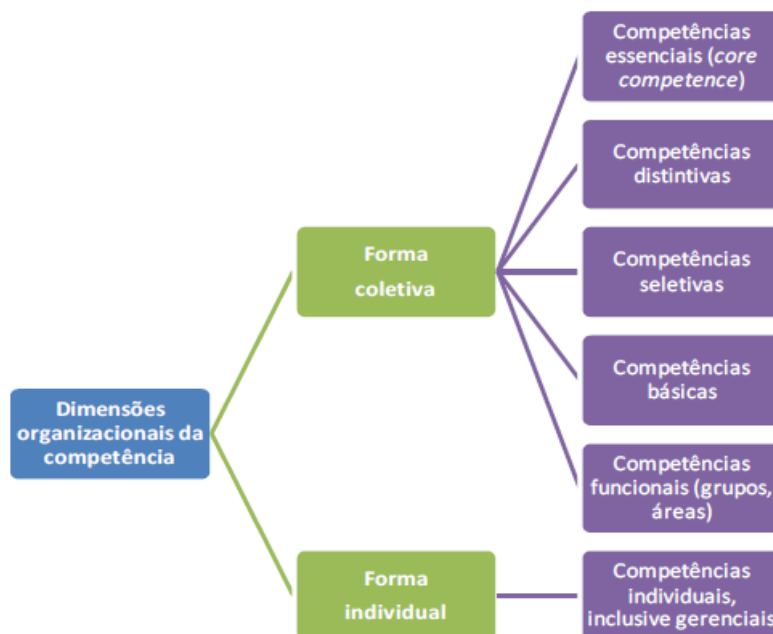 Dimensões
organizacionais da
competência
Forma
coletiva
Competências
essenciais (core
competence)
Competências
distintivas
Competências
seletivas
Competências
básicas
Competências
funcionais (grupos,
áreas)
Forma
individual
Competências
individuais,
inclusive gerenciais